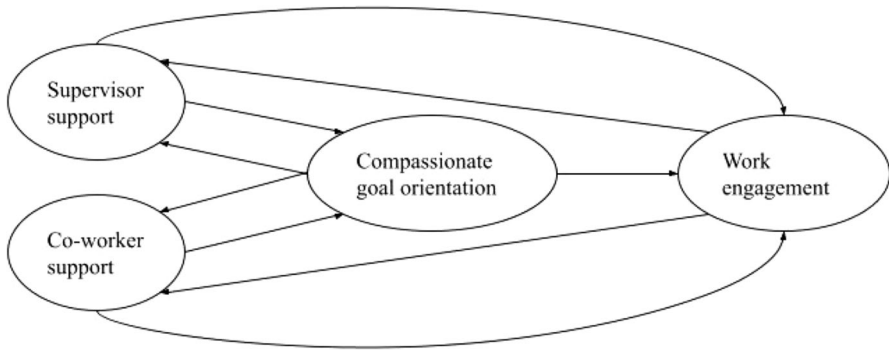 Supervisor
support
Compassionate
goal orientation
Work
engagement
Co-worker
support